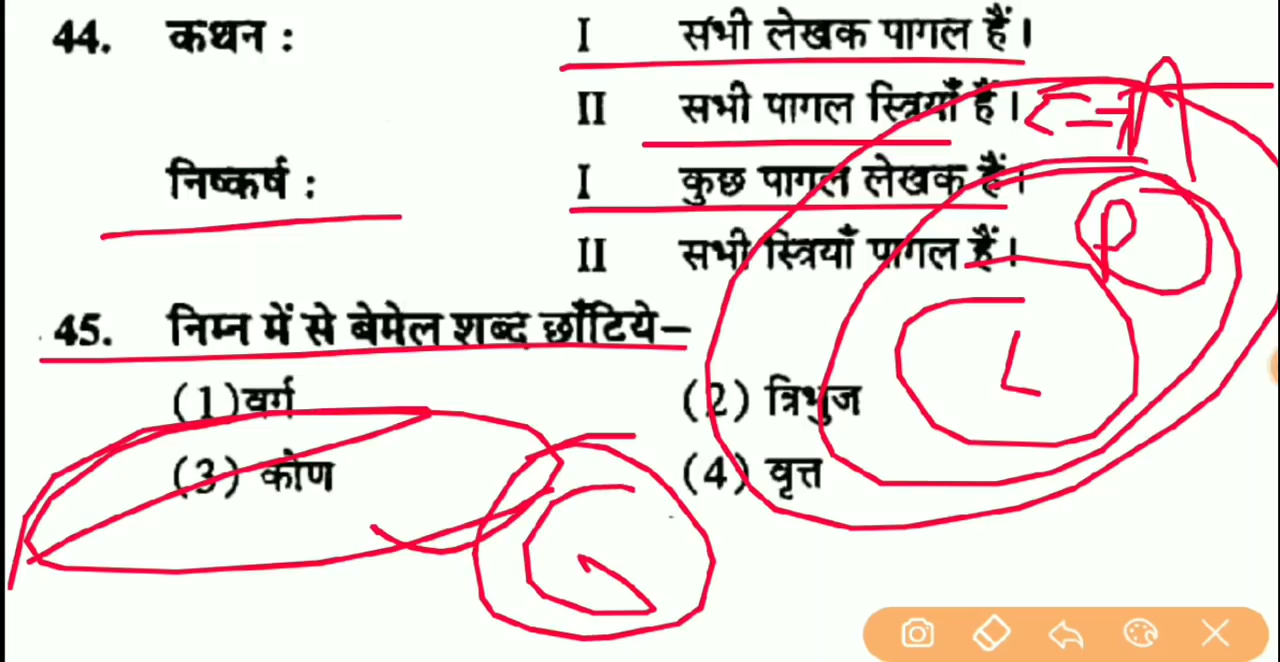 44. कथन : I सभी लेखक पागल हैं।
II सभी पागल स्त्रियाँ हैं।
निष्कर्ष : I कुछ पागल लेखक हैं।
II सभी स्त्रियाँ पागल हैं।
45. निम्न में से बेमेल शब्द छाँटिये–
(1) वर्ग (2) त्रिभुज
(3) कोण (4) वृत्त
P
L